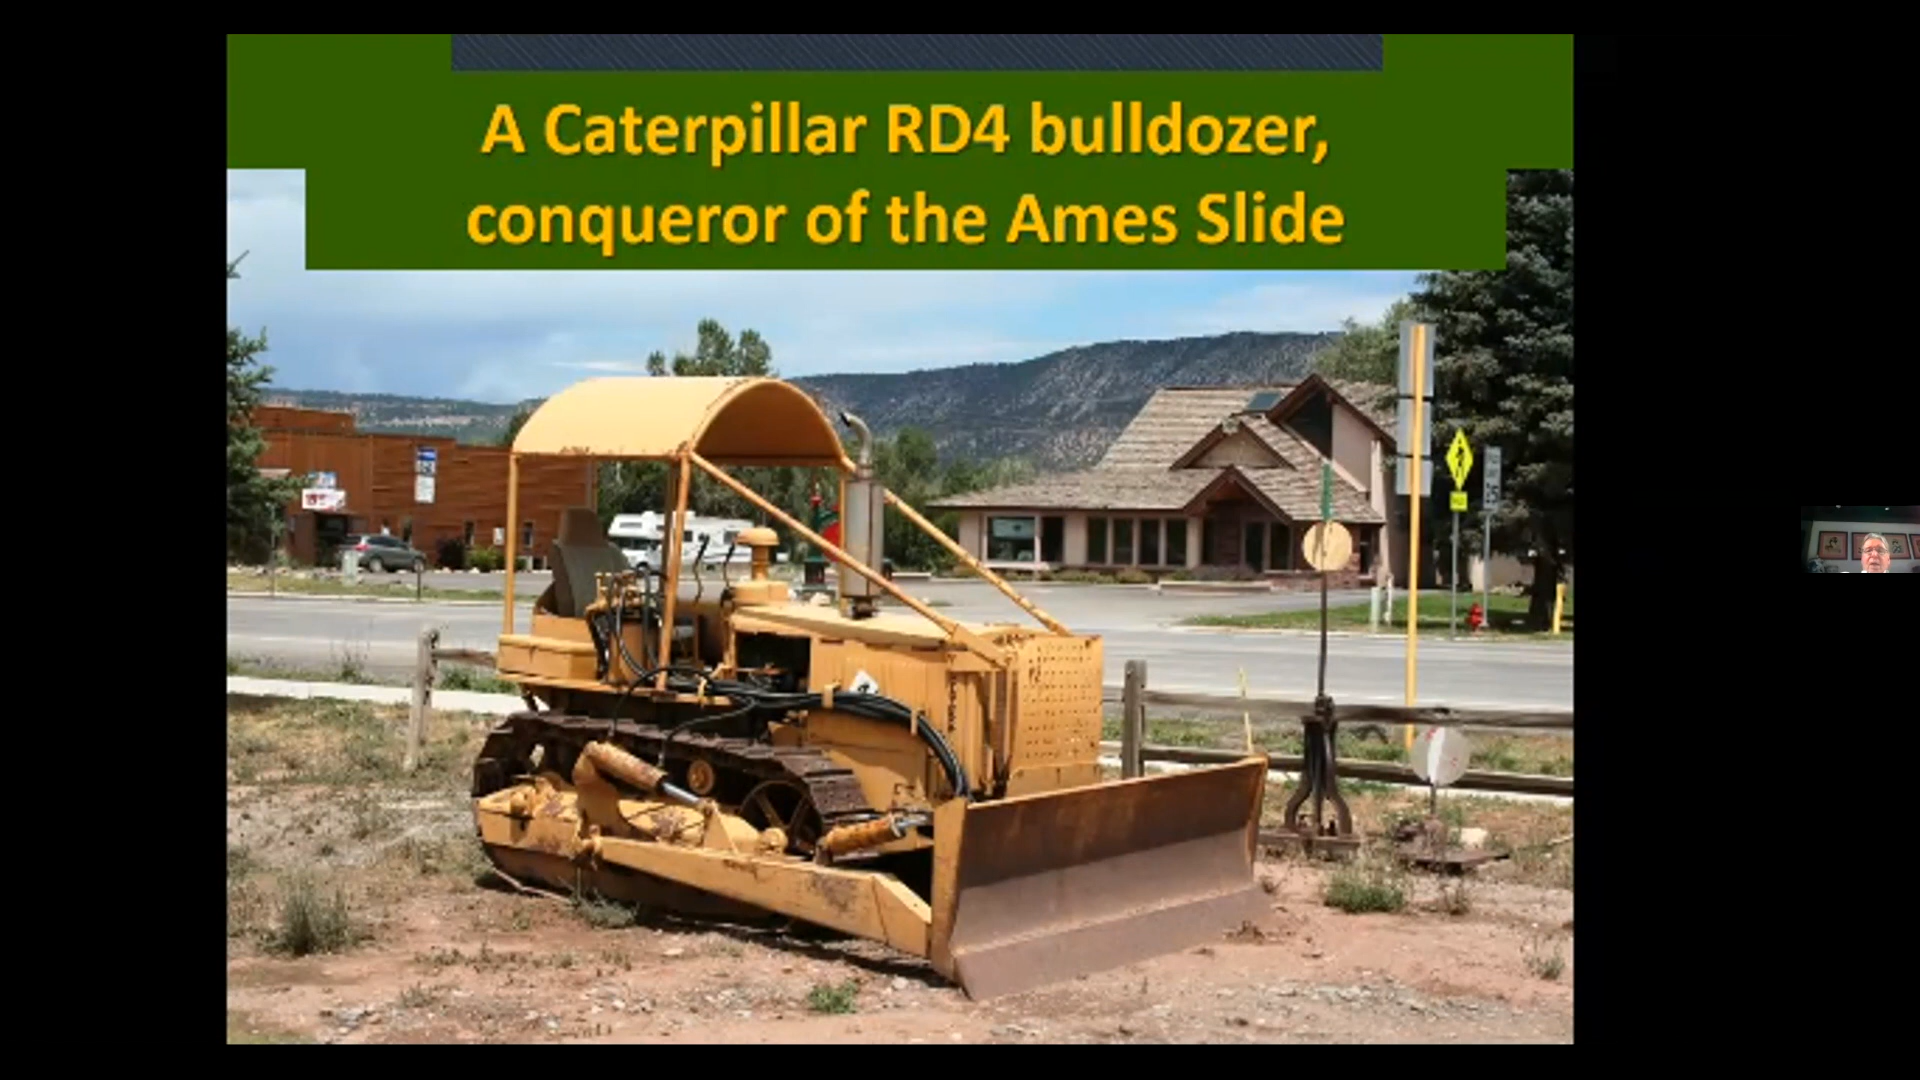 A Caterpillar RD4 bulldozer,
conqueror of the Ames Slide